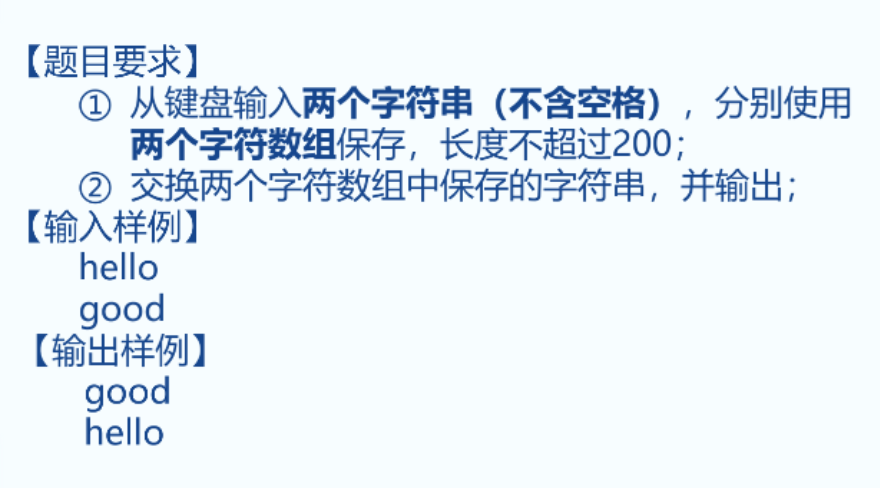 【题目要求】
① 从键盘输入两个字符串（不含空格），分别使用
两个字符数组保存，长度不超过200；
② 交换两个字符数组中保存的字符串，并输出；
【输入样例】
hello
good
【输出样例】
good
hello